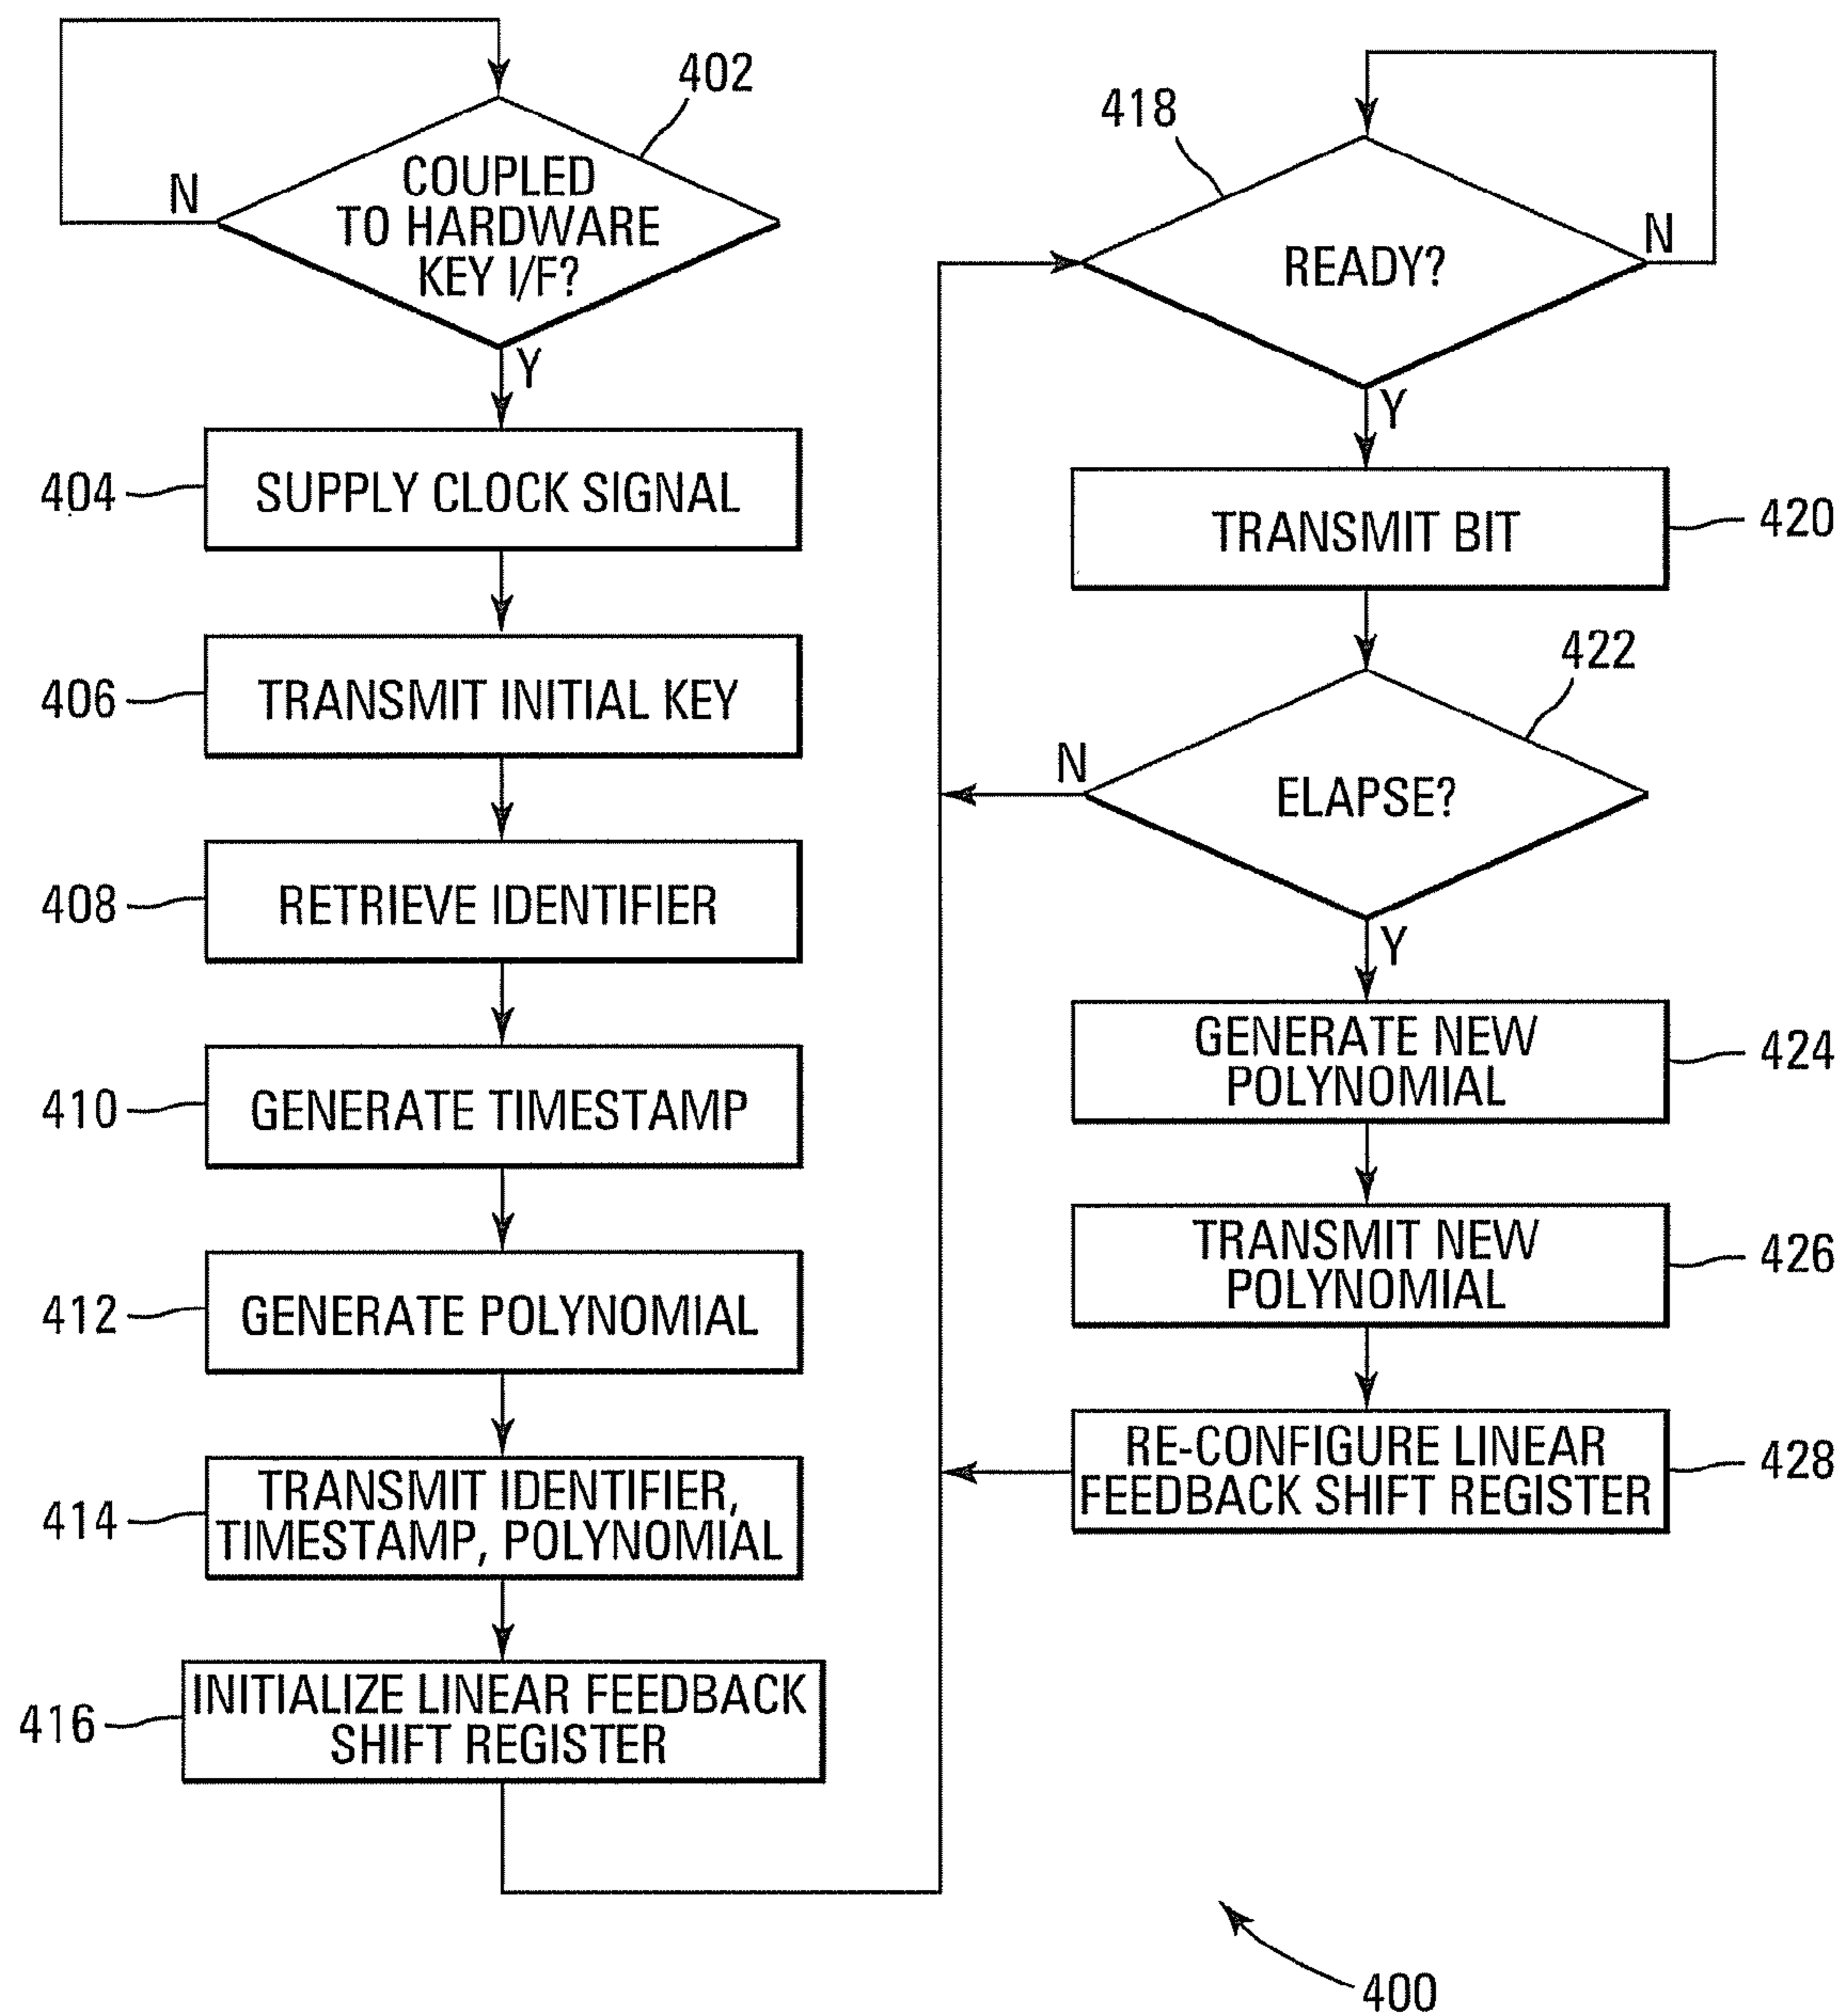 402
COUPLED
TO HARDWARE
KEY I/F?
N
Y
404
SUPPLY CLOCK SIGNAL
406
TRANSMIT INITIAL KEY
408
RETRIEVE IDENTIFIER
410
GENERATE TIMESTAMP
412
GENERATE POLYNOMIAL
414
TRANSMIT IDENTIFIER,
TIMESTAMP, POLYNOMIAL
416
INITIALIZE LINEAR FEEDBACK
SHIFT REGISTER
418
READY?
N
Y
TRANSMIT BIT
420
422
ELAPSE?
N
Y
GENERATE NEW
POLYNOMIAL
424
TRANSMIT NEW
POLYNOMIAL
426
RE-CONFIGURE LINEAR
FEEDBACK SHIFT REGISTER
428
400